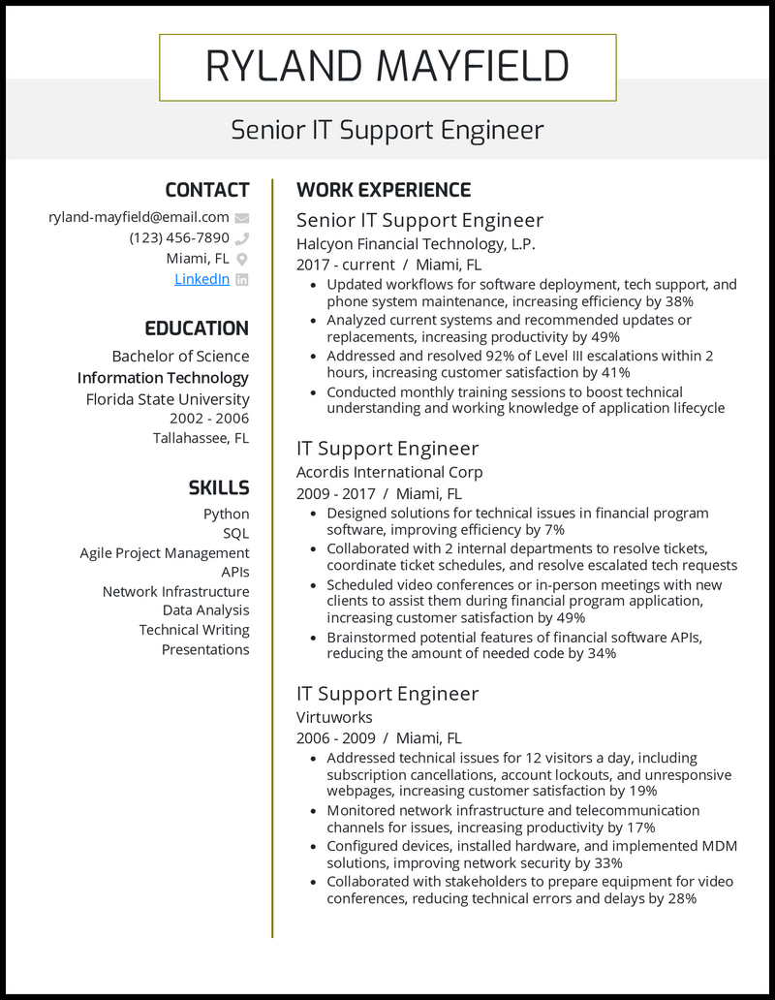 RYLAND MAYFIELD
Senior IT Support Engineer
CONTACT
ryland-mayfield@email.com
(123) 456-7890
Miami, FL
LinkedIn
EDUCATION
Bachelor of Science
Information Technology
Florida State University
2002 - 2006
Tallahassee, FL
SKILLS
Python
SQL
Agile Project Management
APIs
Network Infrastructure
Data Analysis
Technical Writing
Presentations
WORK EXPERIENCE
Senior IT Support Engineer
Halcyon Financial Technology, L.P.
2017 - current / Miami, FL
• Updated workflows for software deployment, tech support, and
phone system maintenance, increasing efficiency by 38%
• Analyzed current systems and recommended updates or
replacements, increasing productivity by 49%
• Addressed and resolved 92% of Level III escalations within 2
hours, increasing customer satisfaction by 41%
• Conducted monthly training sessions to boost technical
understanding and working knowledge of application lifecycle
IT Support Engineer
Acordis International Corp
2009 - 2017 / Miami, FL
• Designed solutions for technical issues in financial program
software, improving efficiency by 7%
• Collaborated with 2 internal departments to resolve tickets,
coordinate ticket schedules, and resolve escalated tech requests
• Scheduled video conferences or in-person meetings with new
clients to assist them during financial program application,
increasing customer satisfaction by 49%
• Brainstormed potential features of financial software APIs,
reducing the amount of needed code by 34%
IT Support Engineer
Virtuworks
2006 - 2009 / Miami, FL
• Addressed technical issues for 12 visitors a day, including
subscription cancellations, account lockouts, and unresponsive
webpages, increasing customer satisfaction by 19%
• Monitored network infrastructure and telecommunication
channels for issues, increasing productivity by 17%
• Configured devices, installed hardware, and implemented MDM
solutions, improving network security by 33%
• Collaborated with stakeholders to prepare equipment for video
conferences, reducing technical errors and delays by 28%